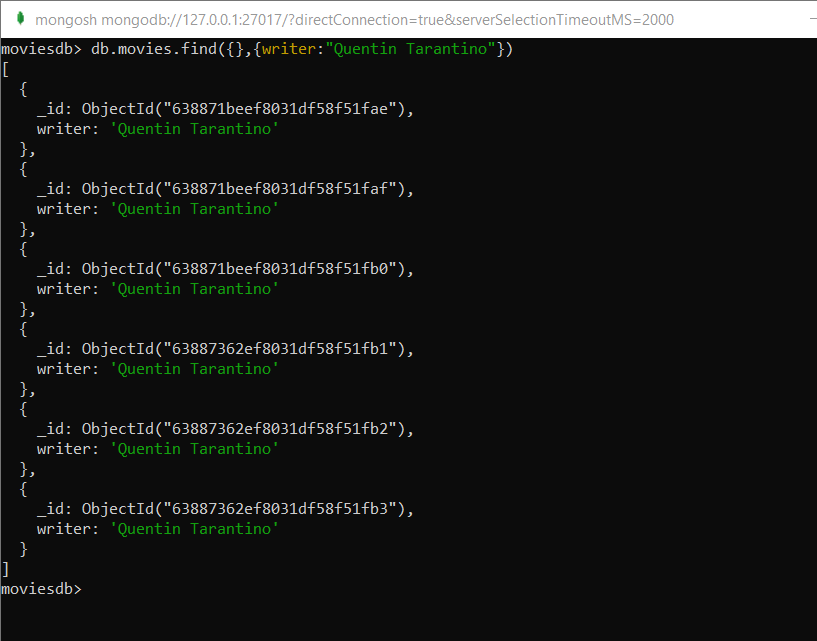 mongosh mongodb://127.0.0.1:27017/?directConnection=true&serverSelectionTimeoutMS=2000
moviesdb> db.movies.find({},{writer:"Quentin Tarantino"})
[
  {
    _id: ObjectId("638871beef8031df58f51fae"),
    writer: 'Quentin Tarantino'
  },
  {
    _id: ObjectId("638871beef8031df58f51faf"),
    writer: 'Quentin Tarantino'
  },
  {
    _id: ObjectId("638871beef8031df58f51fb0"),
    writer: 'Quentin Tarantino'
  },
  {
    _id: ObjectId("63887362ef8031df58f51fb1"),
    writer: 'Quentin Tarantino'
  },
  {
    _id: ObjectId("63887362ef8031df58f51fb2"),
    writer: 'Quentin Tarantino'
  },
  {
    _id: ObjectId("63887362ef8031df58f51fb3"),
    writer: 'Quentin Tarantino'
  }
]
moviesdb>